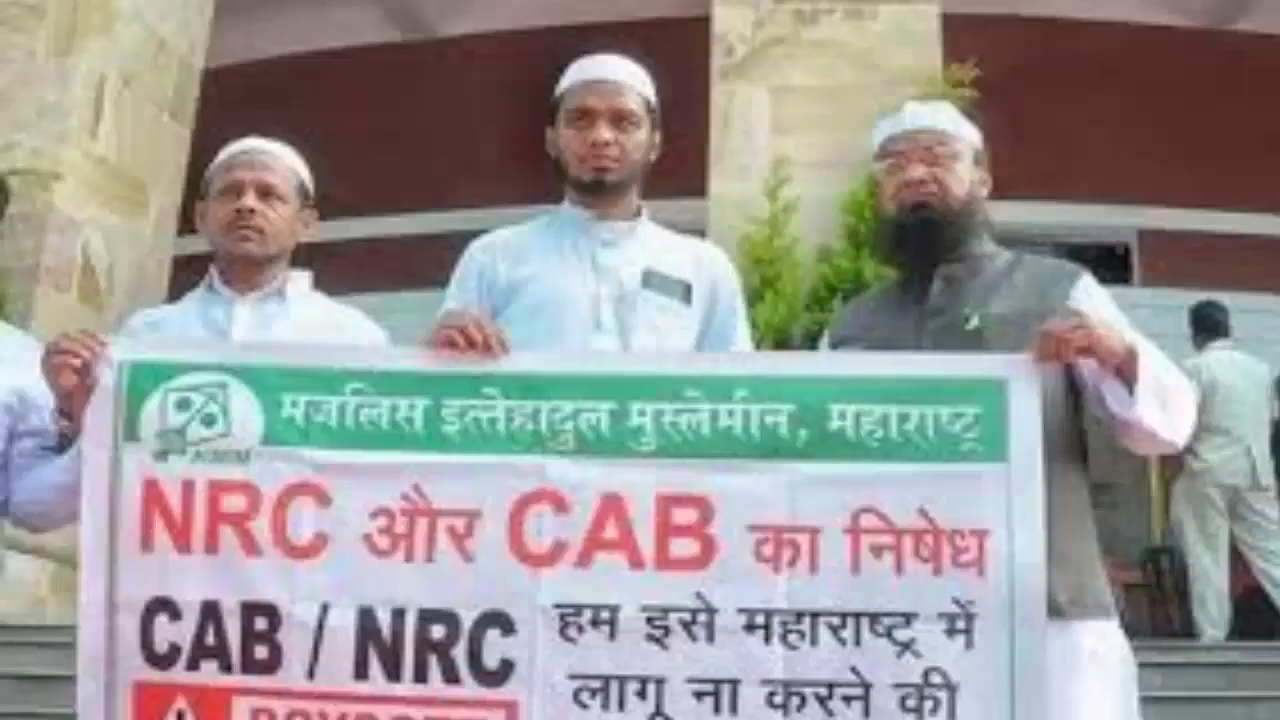 मजलिस इत्तेहादुल मुस्लेमीन, महाराष्ट्र
NRC और CAB का निषेध
CAB / NRC
हम इसे महाराष्ट्र में
लागू ना करने की